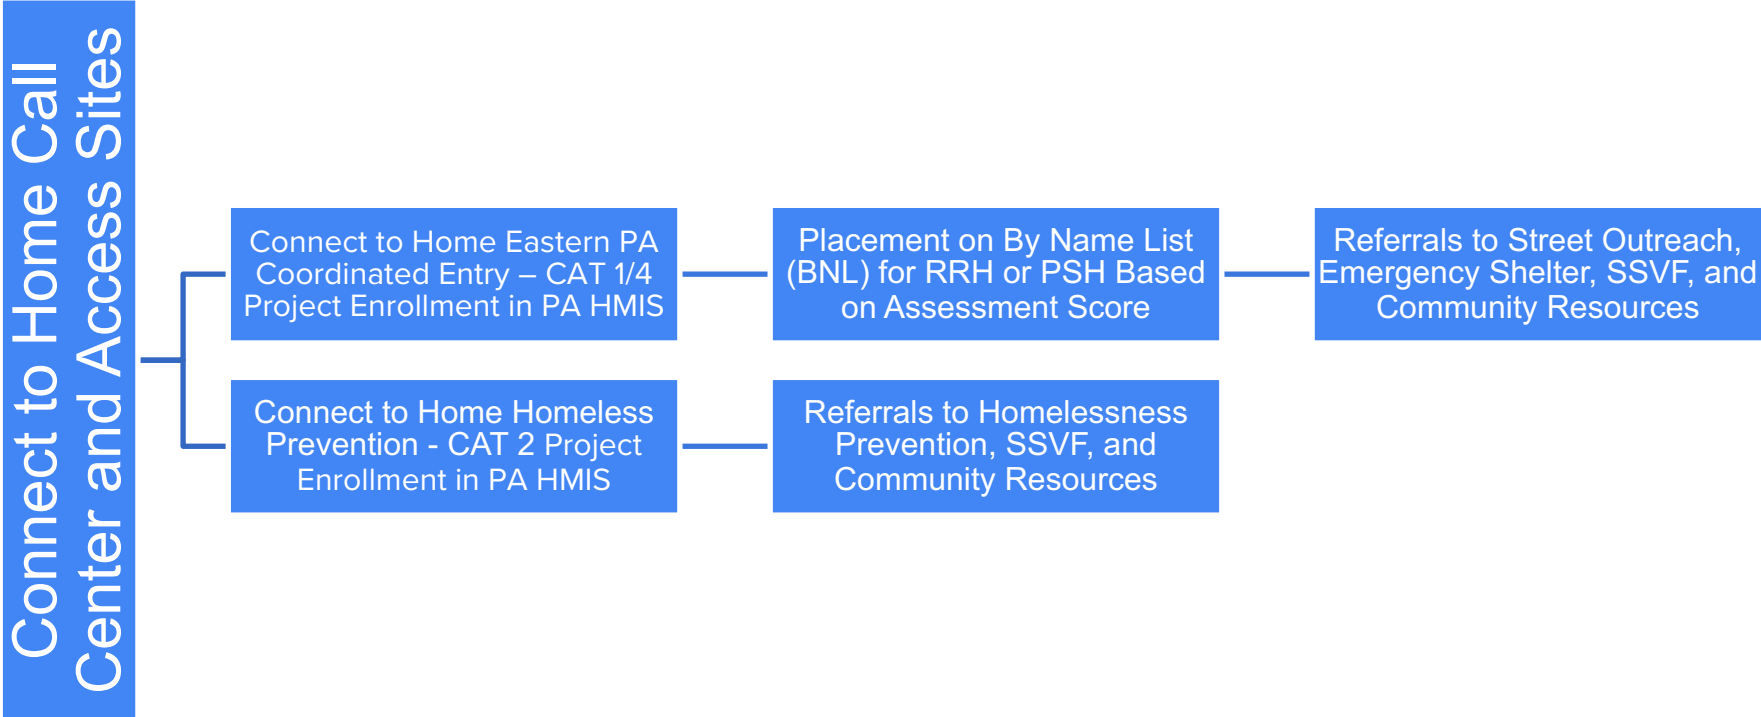 Connect to Home Call
Center and Access Sites
Connect to Home Eastern PA
Coordinated Entry – CAT 1/4
Project Enrollment in PA HMIS
Placement on By Name List
(BNL) for RRH or PSH Based
on Assessment Score
Referrals to Street Outreach,
Emergency Shelter, SSVF, and
Community Resources
Connect to Home Homeless
Prevention - CAT 2 Project
Enrollment in PA HMIS
Referrals to Homelessness
Prevention, SSVF, and
Community Resources